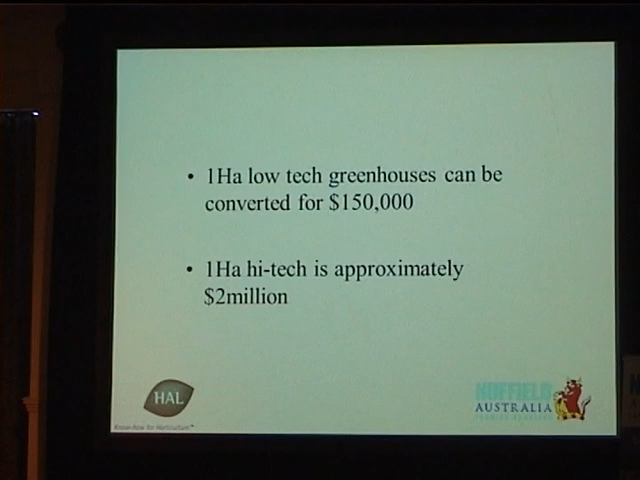 • 1Ha low tech greenhouses can be
converted for $150,000
• 1Ha hi-tech is approximately
$2million
HAL
Know-how for Horticulture™
NUFFIELD
AUSTRALIA